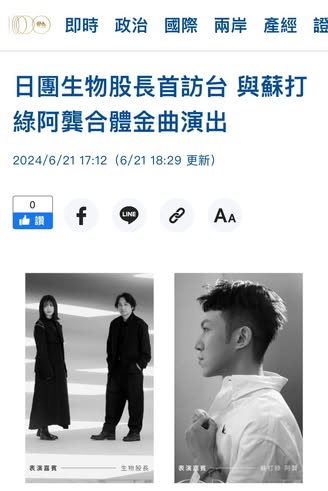 即時 政治 國際 兩岸 產經 證
日團生物股長首訪台 與蘇打
綠阿龔合體金曲演出
2024/6/21 17:12（6/21 18:29 更新）
0
讚
LINE
AA
表演嘉賓 生物股長
表演嘉賓 蘇打綠 阿龔